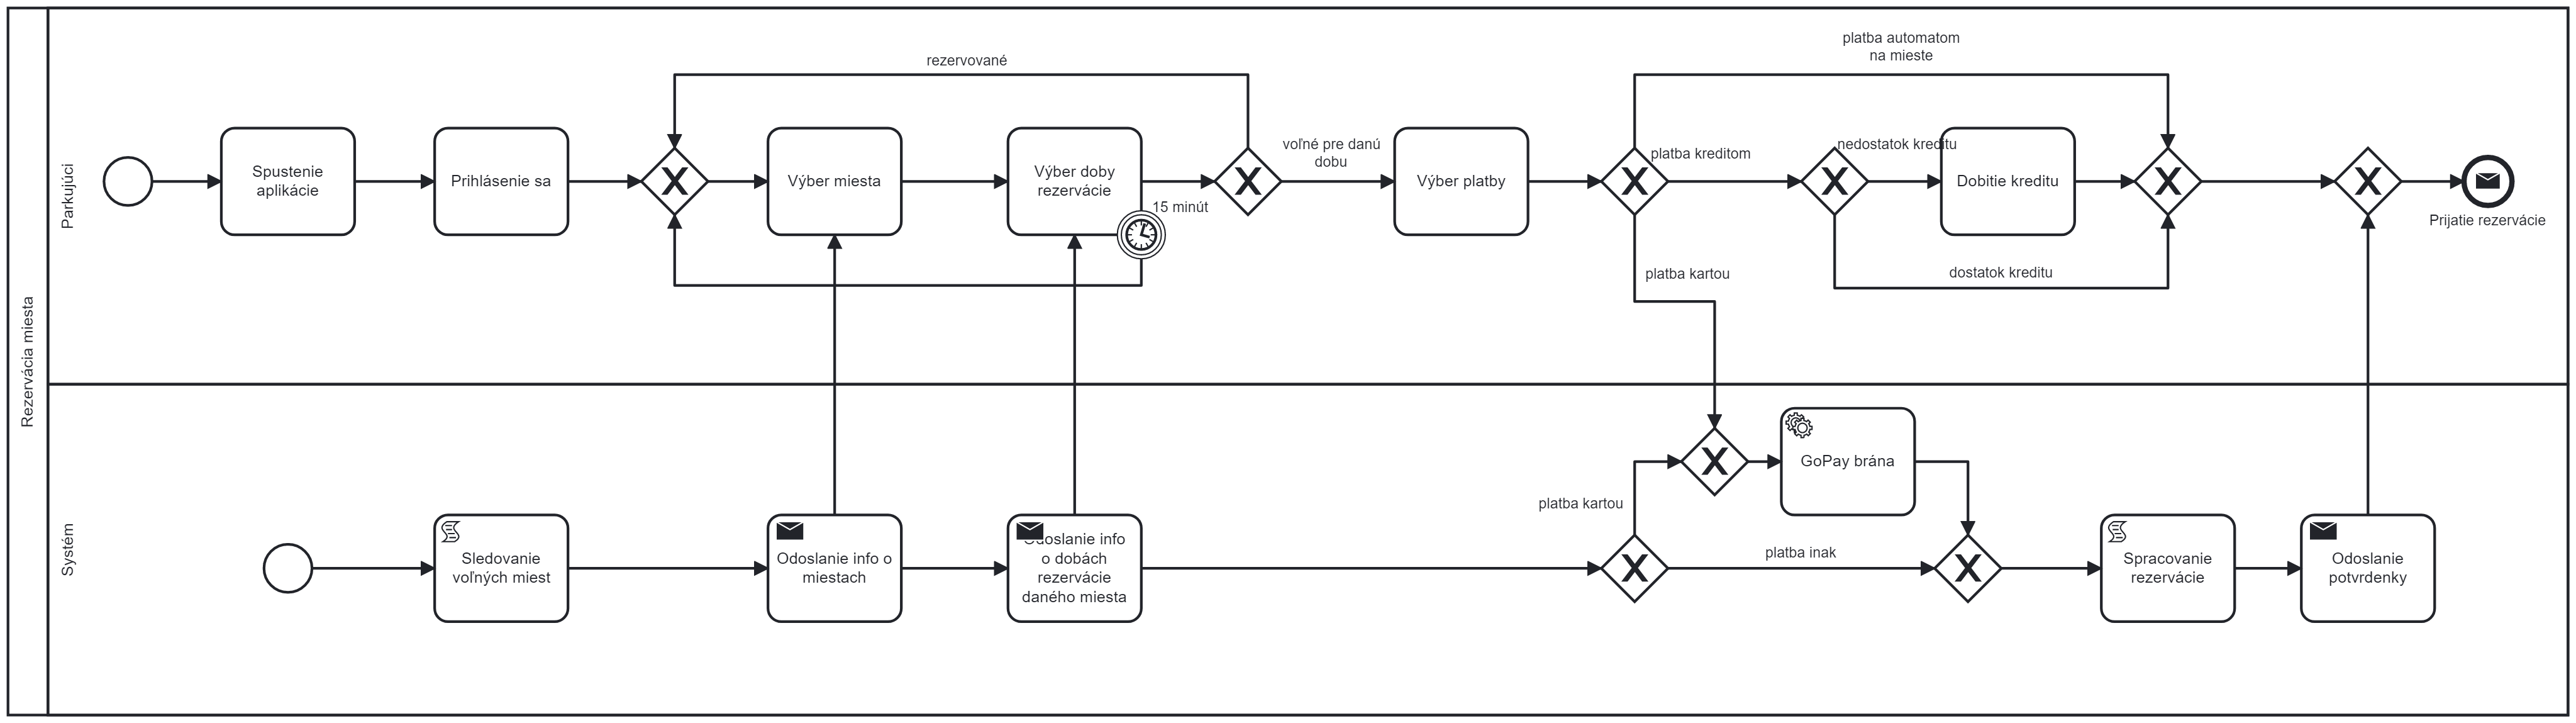 Rezervácia miesta
Parkujúci
Spustenie
aplikácie
Prihlásenie sa
rezervované
Výber miesta
Výber doby
rezervácie
15 minút
voľné pre danú
dobu
Výber platby
platba automatom
na mieste
platba kreditom
nedostatok kreditu
Dobitie kreditu
dostatok kreditu
platba kartou
Prijatie rezervácie
Systém
Sledovanie
voľných miest
Odoslanie info o
miestach
Odoslanie info
o dobách
rezervácie
daného miesta
platba kartou
GoPay brána
platba inak
Spracovanie
rezervácie
Odoslanie
potvrdenky